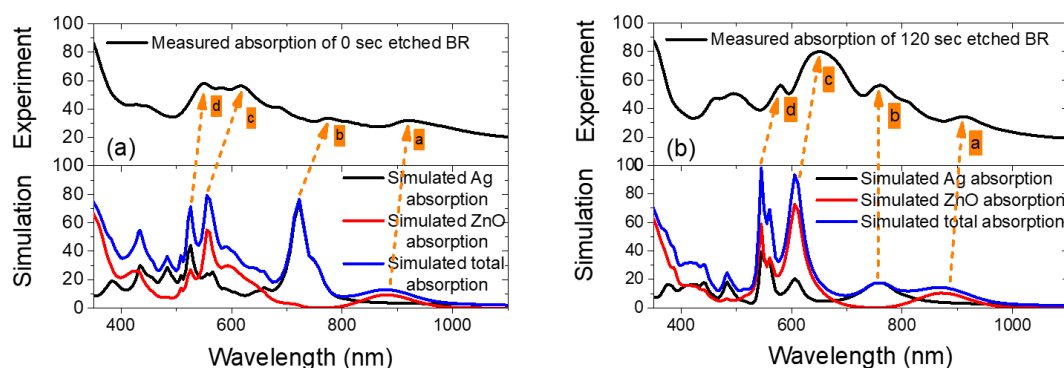 Experiment
100
80
60
40
20
0
Measured absorption of 0 sec etched BR
d
c
b
a
(a)
Simulation
100
80
60
40
20
0
Simulated Ag
absorption
Simulated ZnO
absorption
Simulated total
absorption
400 600 800 1000
Wavelength (nm)
Experiment
100
80
60
40
20
0
Measured absorption of 120 sec etched BR
d
c
b
a
(b)
Simulation
100
80
60
40
20
0
Simulated Ag absorption
Simulated ZnO absorption
Simulated total absorption
400 600 800 1000
Wavelength (nm)